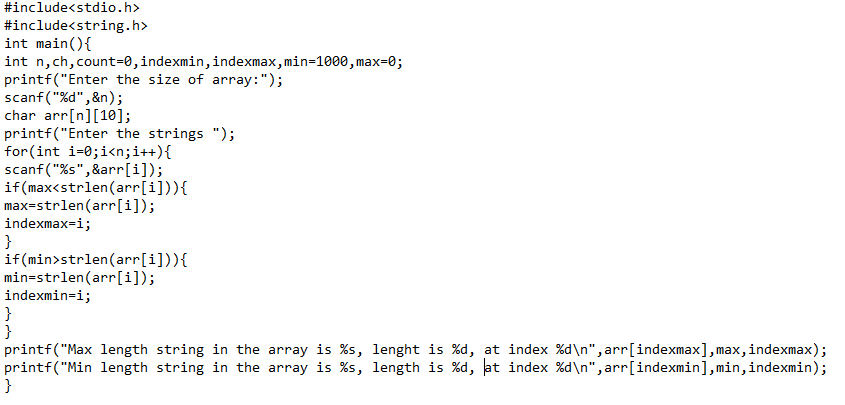 #include<stdio.h>
#include<string.h>
int main(){
int n,ch,count=0,indexmin,indexmax,min=1000,max=0;
printf("Enter the size of array:");
scanf("%d",&n);
char arr[n][10];
printf("Enter the strings ");
for(int i=0;i<n;i++){
scanf("%s",&arr[i]);
if(max<strlen(arr[i])){
max=strlen(arr[i]);
indexmax=i;
}
if(min>strlen(arr[i])){
min=strlen(arr[i]);
indexmin=i;
}
}
printf("Max length string in the array is %s, lenght is %d, at index %d\n",arr[indexmax],max,indexmax);
printf("Min length string in the array is %s, length is %d, at index %d\n",arr[indexmin],min,indexmin);
}